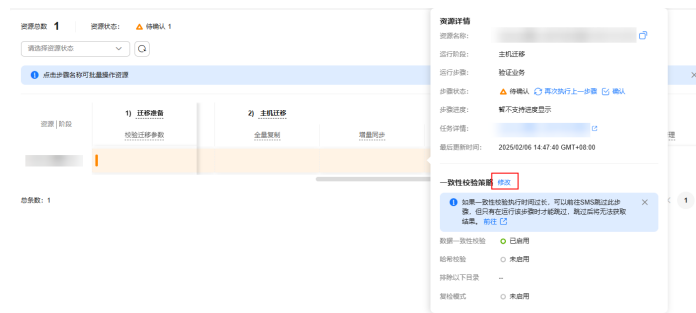 资源总数 1 资源状态： 待确认 1
请选择资源状态
点击步骤名称可批量操作资源
资源 | 阶段
1) 迁移准备
2) 主机迁移
校验迁移参数
全量复制
增量同步
理
总条数：1
1
资源详情
资源名称：
运行阶段： 主机迁移
运行步骤： 验证业务
步骤状态： 待确认 再次执行上一步骤 确认
步骤进度： 暂不支持进度显示
任务详情：
最后更新时间： 2025/02/06 14:47:40 GMT+08:00
一致性校验策略 修改
如果一致性校验执行时间过长，可以前往SMS跳过此步
骤，但只有在运行该步骤时才能跳过，跳过后将无法获取
结果。 前往
数据一致性校验 已启用
哈希校验 未启用
排除以下目录 --
复检模式 未启用